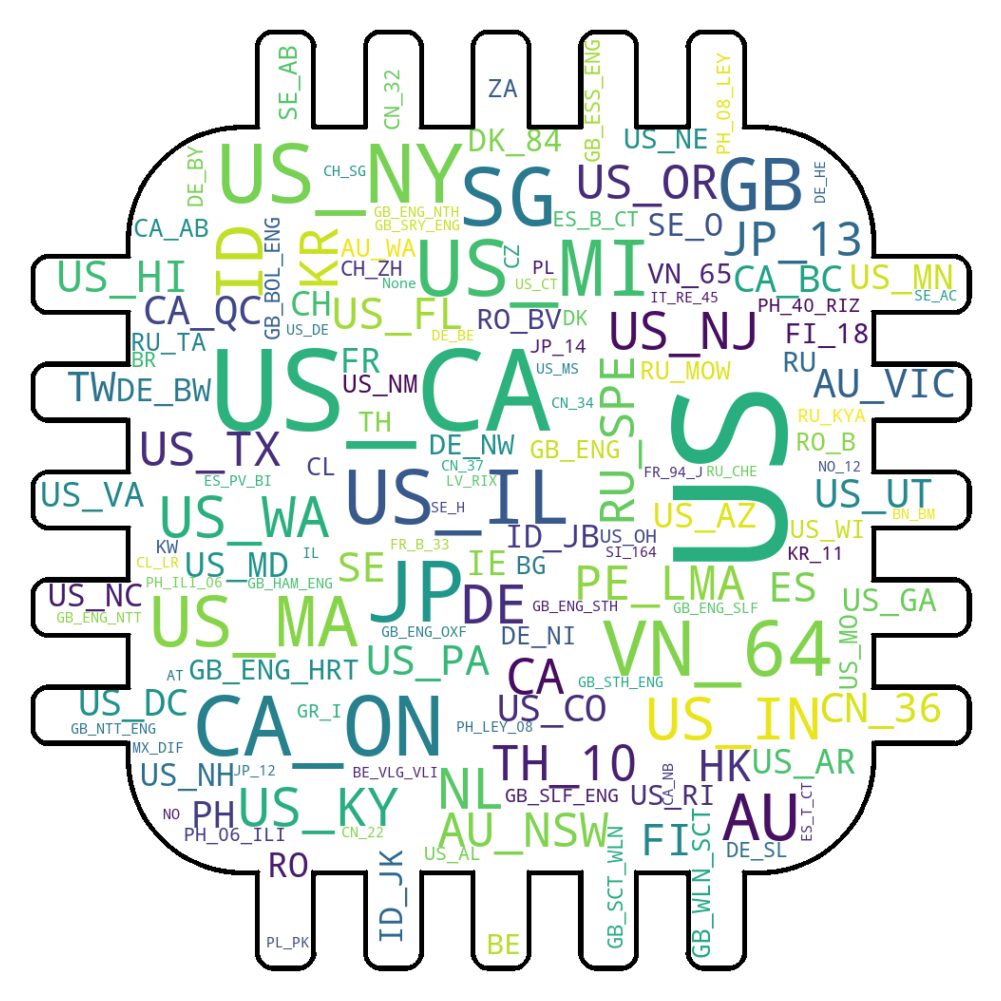 SE_AB
CN_32
ZA
GB_ESS_ENG
PH_08_LEY
DE_BY
US_NY
CH_SG
DK_84
US_NE
SG
US_OR
GB
DE_HE
GB_ENG_NTH
GB_SRY_ENG
ES_B_CT
SE_O
CA_AB
ID
GB_BOL_ENG
KR
AU_WA
US_MI
CZ
JP_13
US_HI
CH_ZH
None
PL
US_CT
VN_65
CA_BC
US_MN
SE_AC
CA_QC
CH
US_FL
RO_BV
DK
IT_RE_45
PH_40_RIZ
US_DE
DE_BE
US_NJ
FI_18
RU_TA
BR
FR
JP_14
US_MS
RU_MOW
RU
TW
DE_BW
US_CA
US_NM
CN_34
RU_SPE
US
AU_VIC
TH
RU_KYA
US_TX
DE_NW
GB_ENG
RO_B
CL
CN_37
LV_RIX
FR_94_J
RU_CHE
NO_12
ES_PV_BI
US_VA
US_IL
SE_H
US_UT
BN_BM
US_WA
US_AZ
US_WI
KW
IL
FR_B_33
ID_JB
US_OH
SI_164
KR_11
CL_LR
US_MD
SE
JP
IE
BG
PH_ILI_06
GB_HAM_ENG
US_NC
PE_LMA
ES
US_GA
GB_ENG_NTT
US_MA
DE
GB_ENG_STH
GB_ENG_SLF
GB_ENG_OXF
DE_NI
VN_64
US_MO
AT
GB_ENG_HRT
US_PA
CA
GB_STH_ENG
US_DC
CA_ON
GR_I
US_CO
US_IN
CN_36
GB_NTT_ENG
PH_LEY_08
MX_DIF
US_NH
JP_12
BE_VLG_VLI
TH_10
HK
US_AR
NO
PH
US_KY
NL
GB_SLF_ENG
US_RI
CA_NB
AU
ES_T_CT
PH_06_ILI
CN_22
AU_NSW
FI
US_AL
DE_SL
RO
ID_JK
GB_SCT_WLN
GB_WLN_SCT
PL_PK
BE